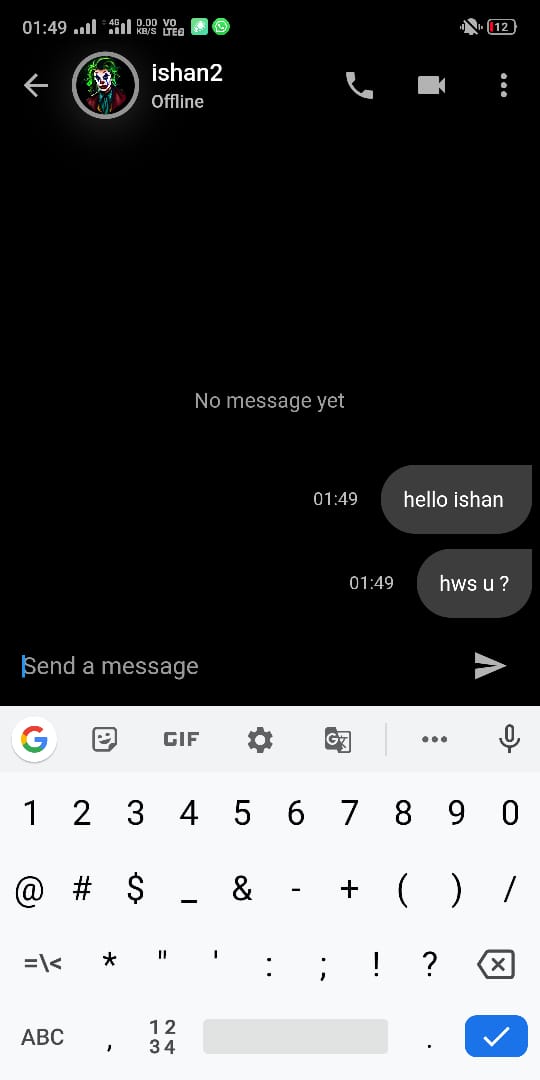 01:49 4G 0.00 KB/S VO LTE 12
ishan2
Offline
No message yet
01:49 hello ishan
01:49 hws u ?
Send a message
G GIF G
1 2 3 4 5 6 7 8 9 0
@ # $ _ & - + ( ) /
=\< * " ' : ; ! ?
ABC , 12 34 .